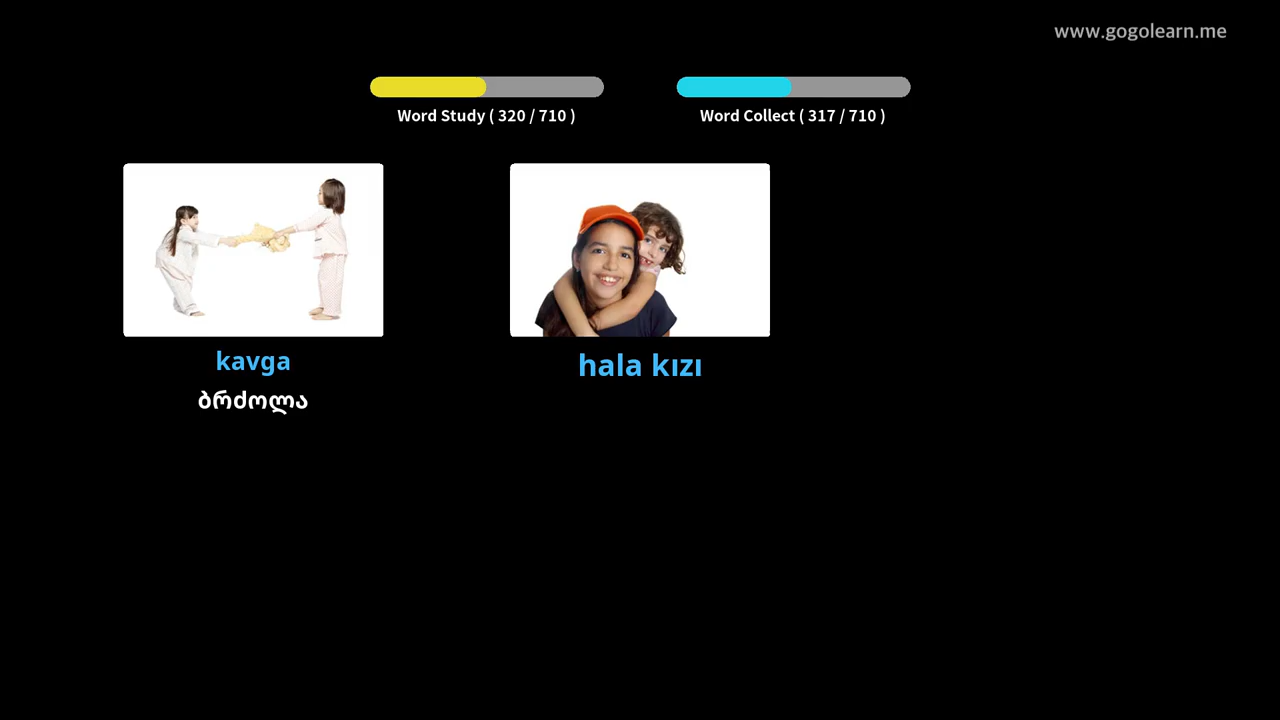 www.gogolearn.me
Word Study ( 320 / 710 )
Word Collect ( 317 / 710 )
kavga
ბრძოლა
hala kızı